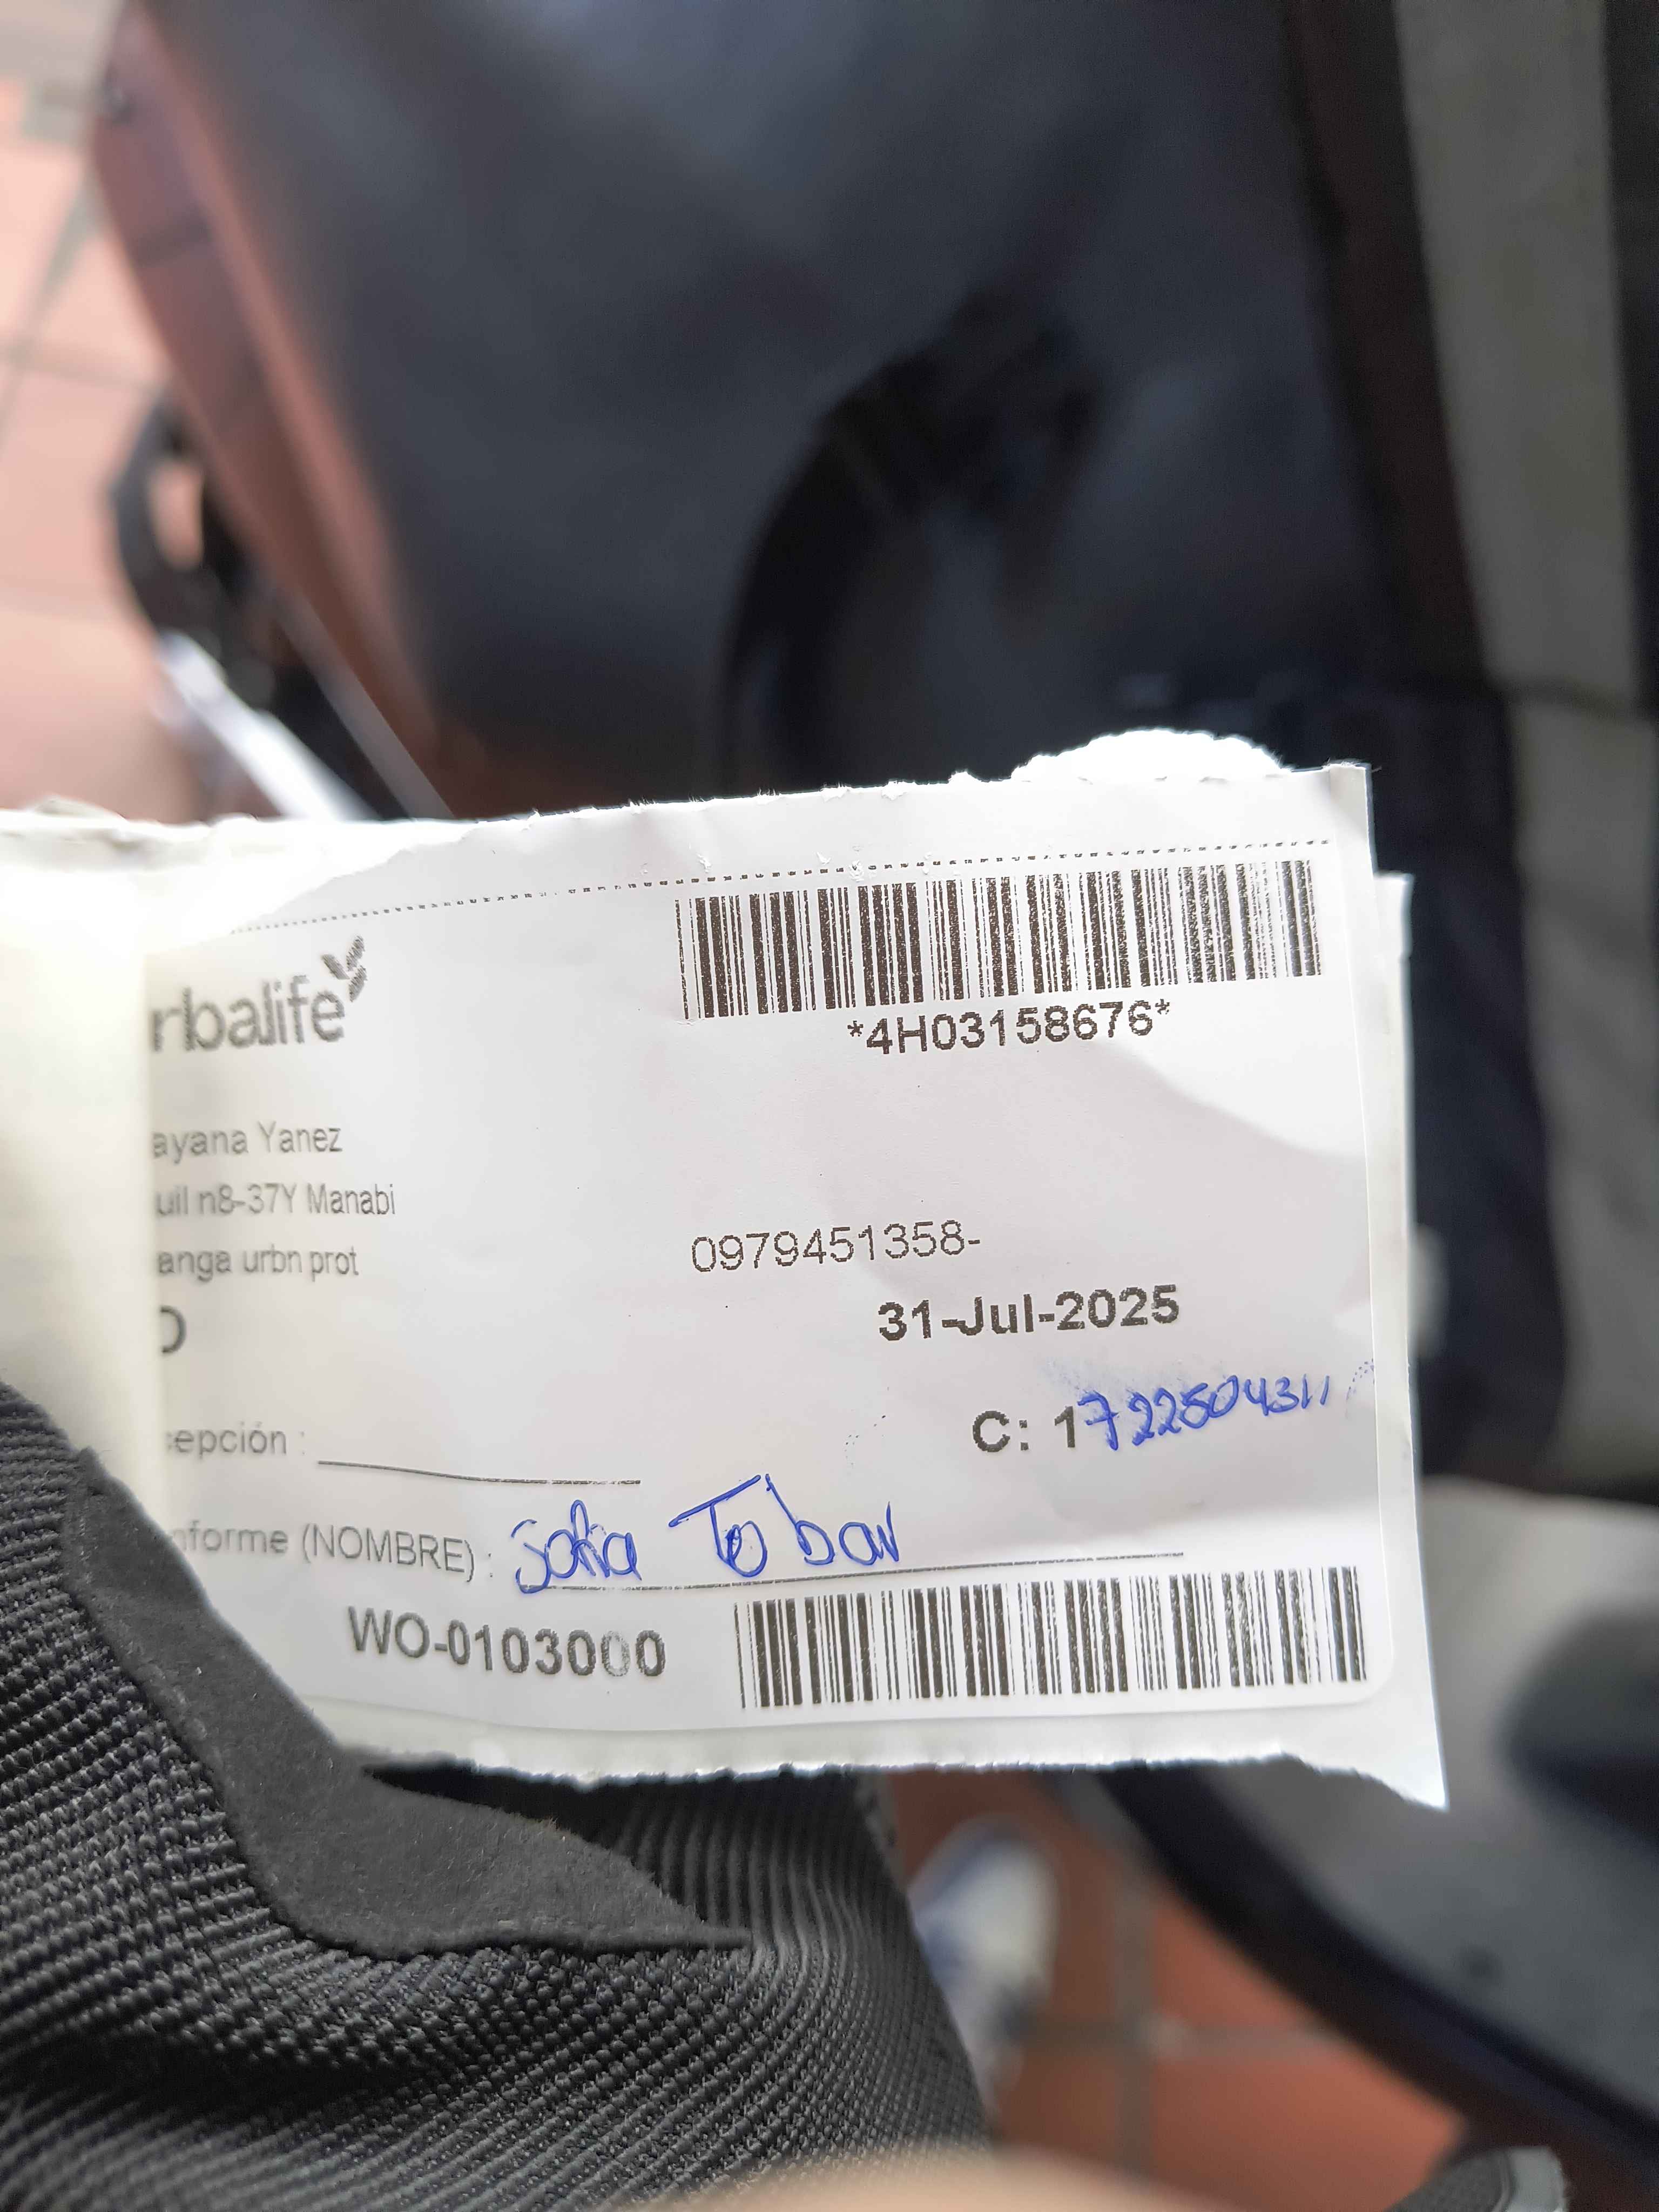 rbalife
*4H03158676*
ayana Yanez
uil n8-37Y Manabi
anga urbn prot
0979451358-
O
31-Jul-2025
C: 1722504311
cepción :
nforme (NOMBRE) : Sofia Tobar
WO-0103000